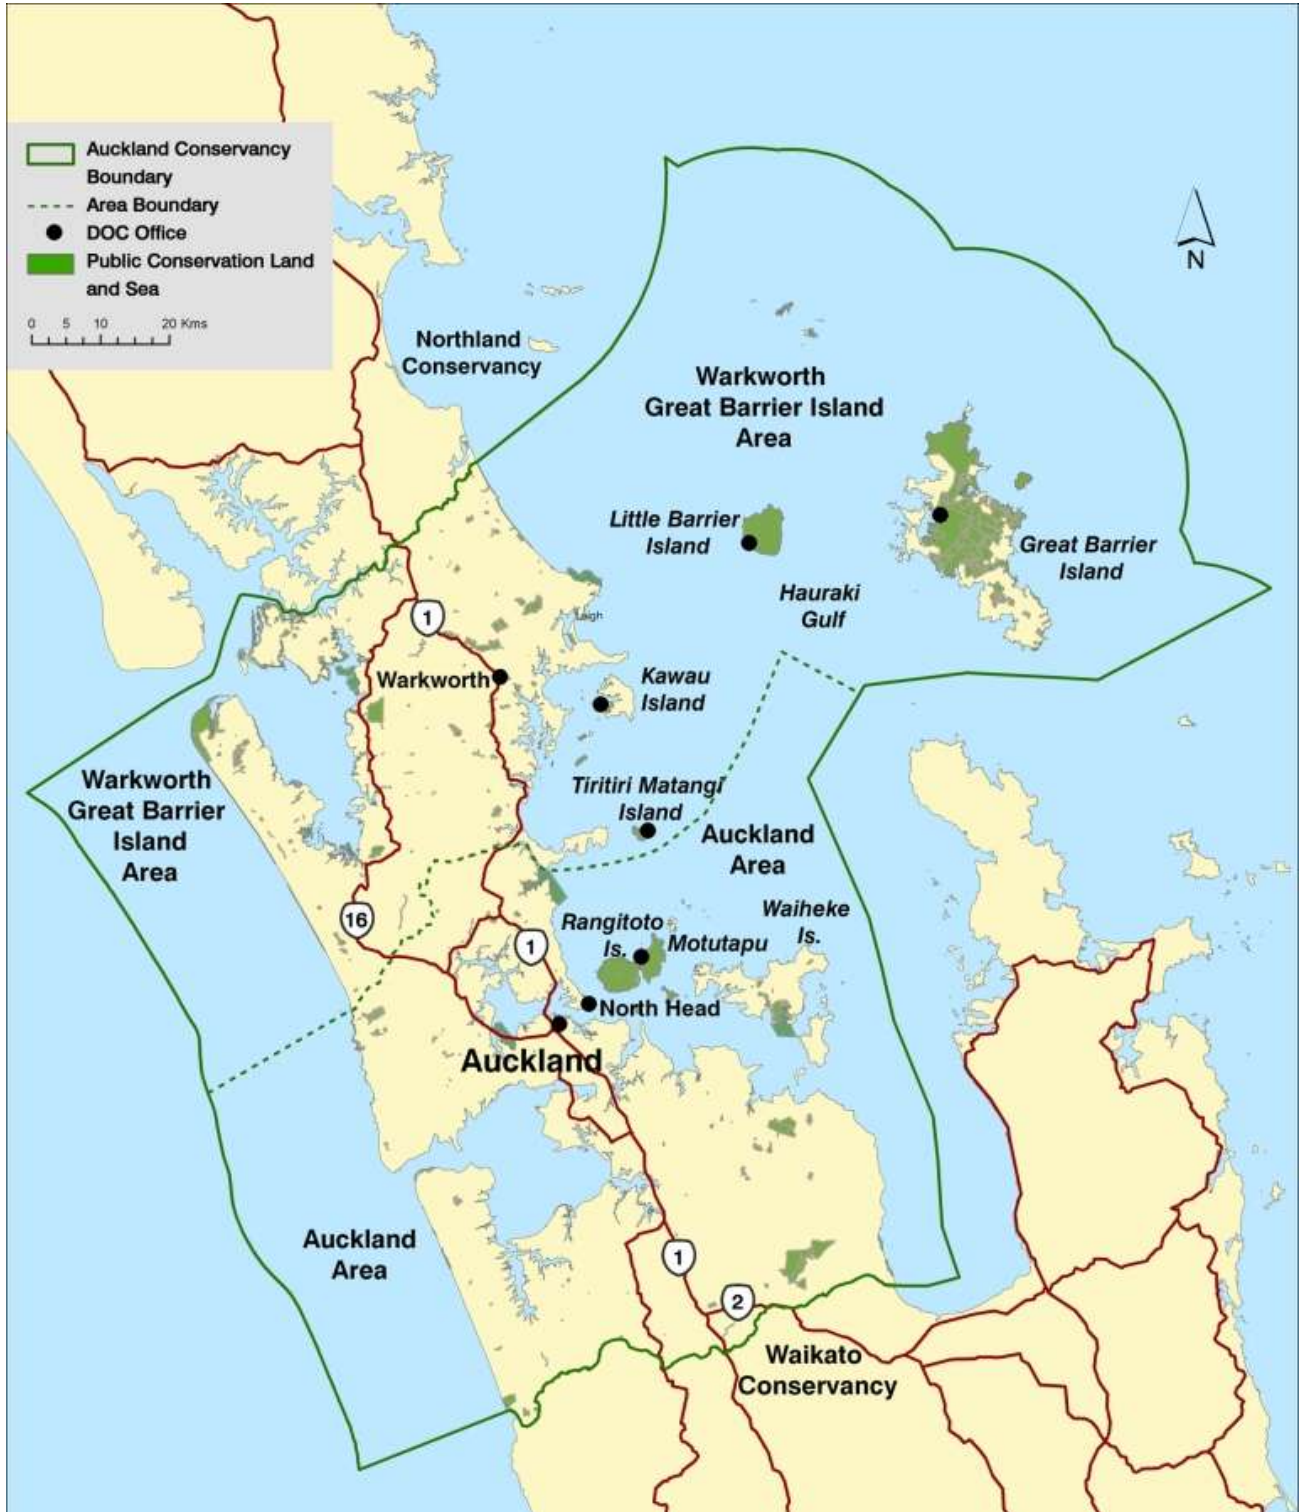 Auckland Conservancy
Boundary
Area Boundary
DOC Office
Public Conservation Land
and Sea
0 5 10 20 Kms
N
Northland
Conservancy
Warkworth
Great Barrier Island
Area
Little Barrier
Island
Great Barrier
Island
Hauraki
Gulf
Leigh
1
Warkworth
Kawau
Island
Warkworth
Great Barrier
Island
Area
Tiritiri Matangi
Island
Auckland
Area
16
1
Rangitoto
Is.
Motutapu
Waiheke
Is.
North Head
Auckland
Auckland
Area
1
2
Waikato
Conservancy